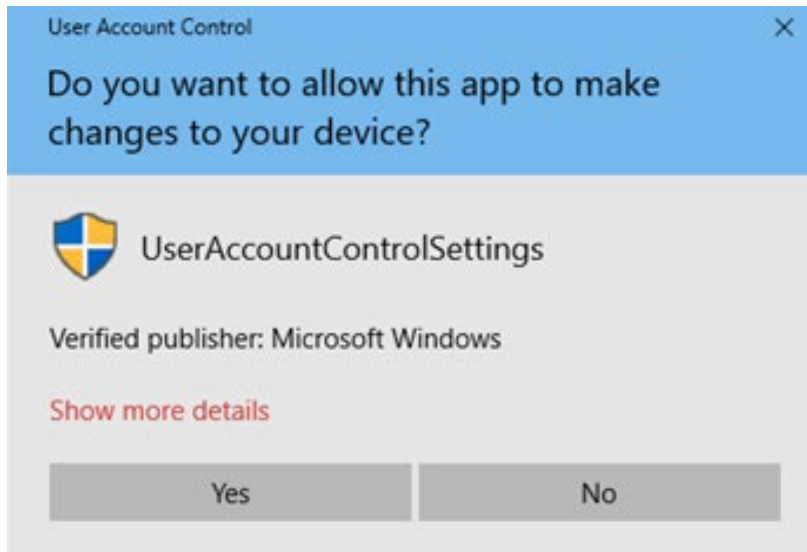 User Account Control
Do you want to allow this app to make
changes to your device?
UserAccountControlSettings
Verified publisher: Microsoft Windows
Show more details
Yes
No